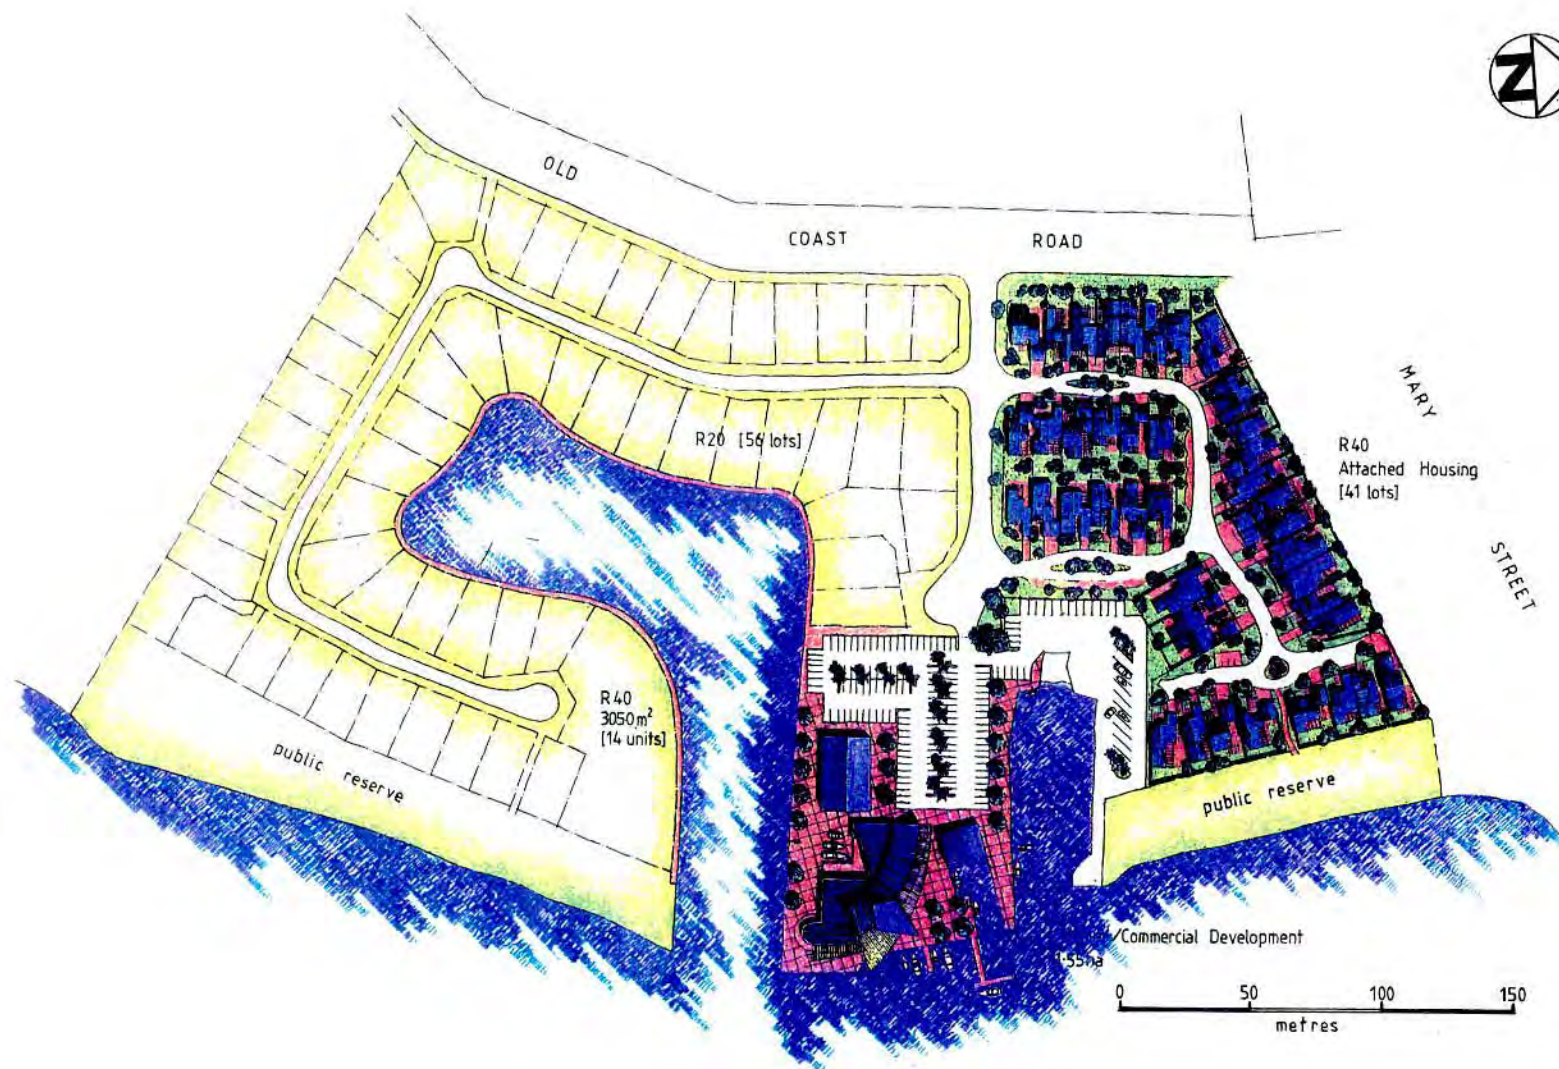 N
OLD
COAST
ROAD
MARY
STREET
R20 [56 lots]
R40
Attached Housing
[41 lots]
R40
3050m²
[14 units]
public reserve
public reserve
/Commercial Development
0 50 100 150
metres